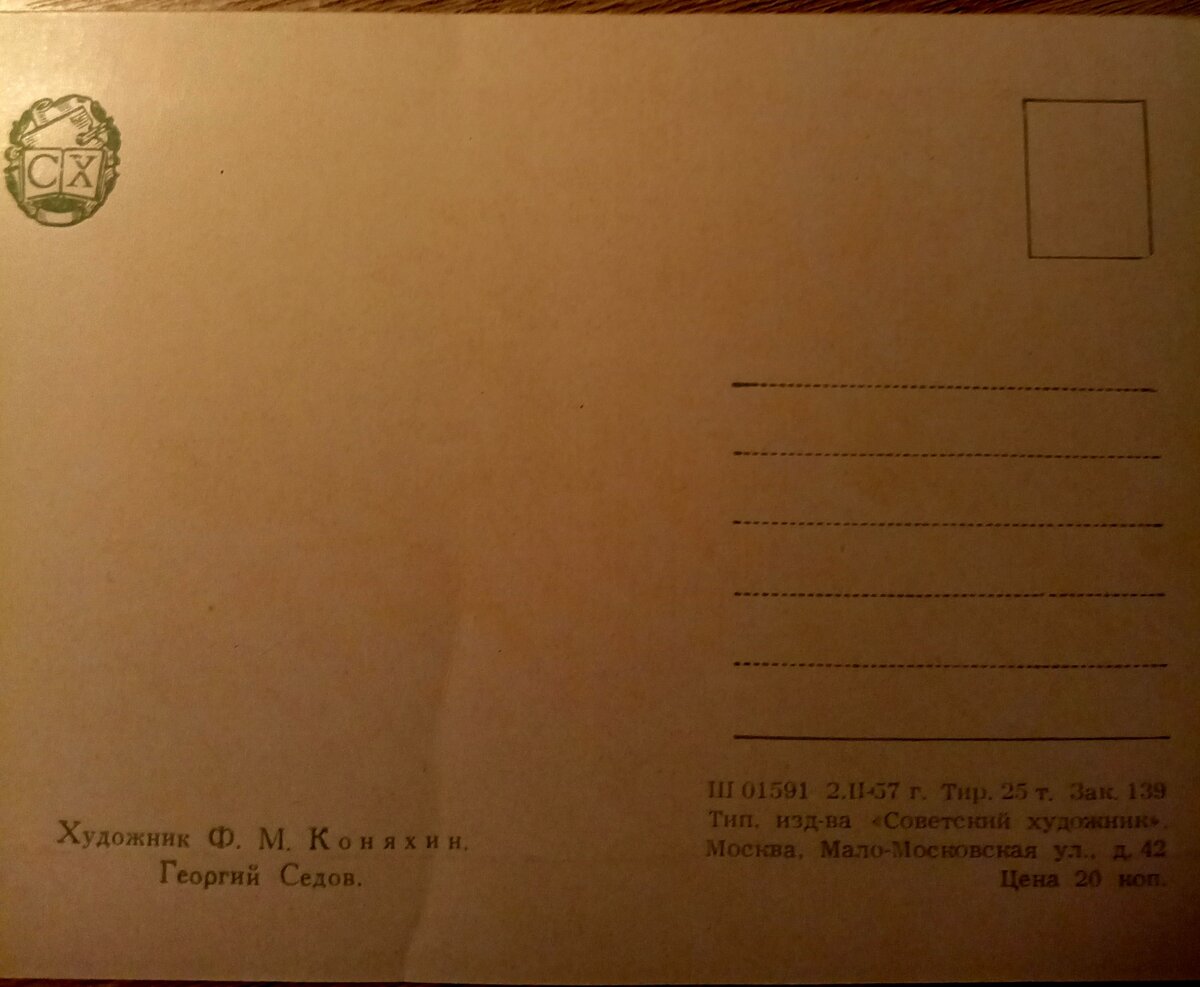 СХ
Художник Ф. М. Коняхин.
Георгий Седов.
Ш 01591 2.II-57 г. Тир. 25 т. Зак. 139
Тип. изд-ва «Советский художник».
Москва, Мало-Московская ул., д. 42
Цена 20 коп.